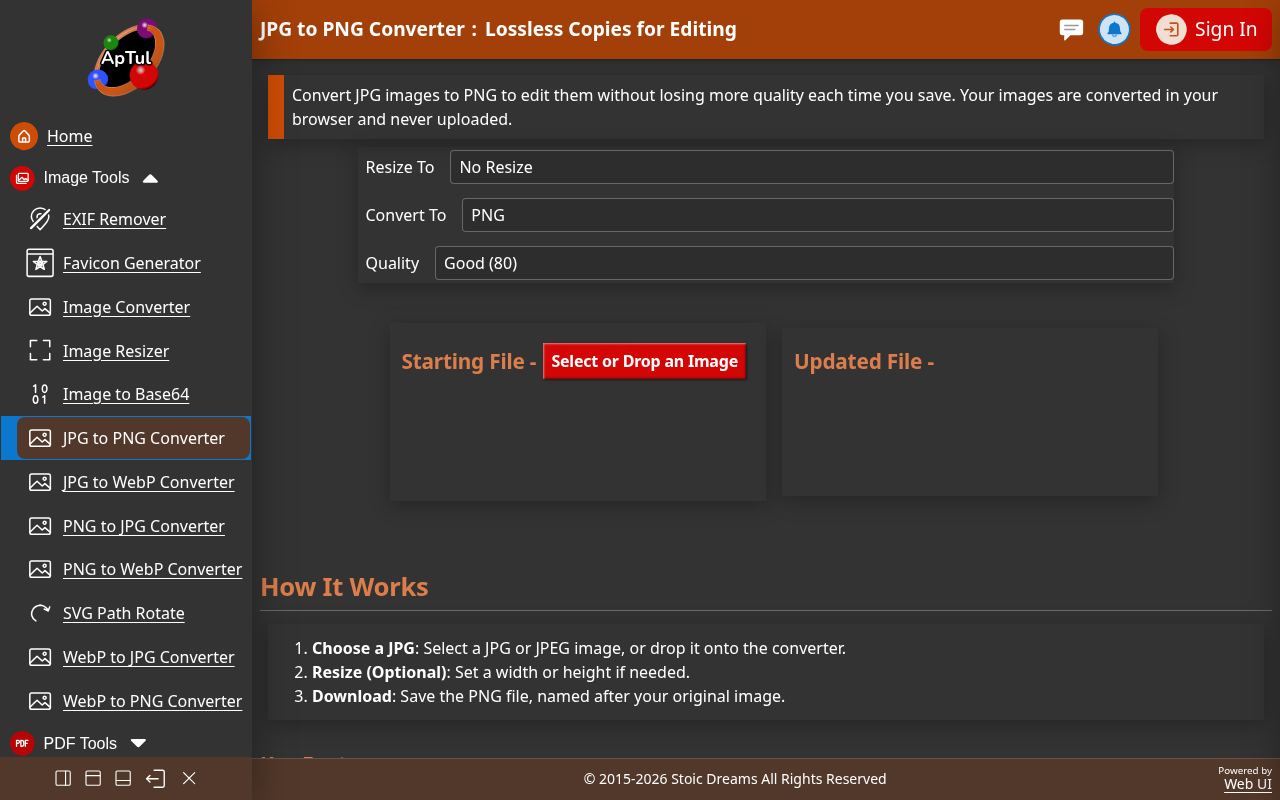 ApTul
Home
Image Tools
EXIF Remover
Favicon Generator
Image Converter
Image Resizer
Image to Base64
JPG to PNG Converter
JPG to WebP Converter
PNG to JPG Converter
PNG to WebP Converter
SVG Path Rotate
WebP to JPG Converter
WebP to PNG Converter
PDF PDF Tools
JPG to PNG Converter : Lossless Copies for Editing
Sign In
Convert JPG images to PNG to edit them without losing more quality each time you save. Your images are converted in your
browser and never uploaded.
Resize To No Resize
Convert To PNG
Quality Good (80)
Starting File - Select or Drop an Image
Updated File -
How It Works
1. Choose a JPG: Select a JPG or JPEG image, or drop it onto the converter.
2. Resize (Optional): Set a width or height if needed.
3. Download: Save the PNG file, named after your original image.
© 2015-2026 Stoic Dreams All Rights Reserved
Powered by
Web UI